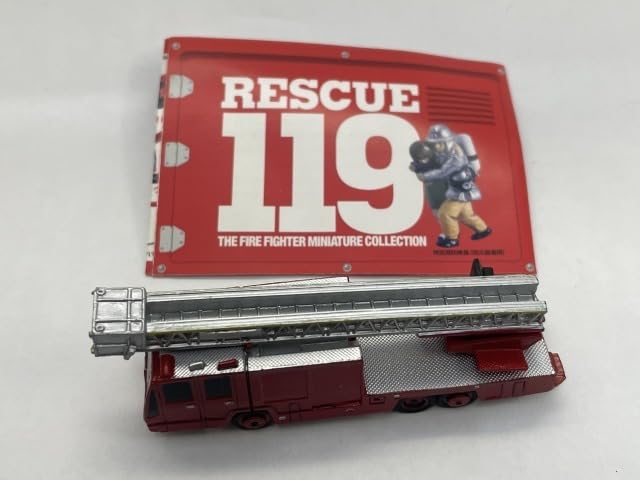 RESCUE
119
THE FIRE FIGHTER MINIATURE COLLECTION